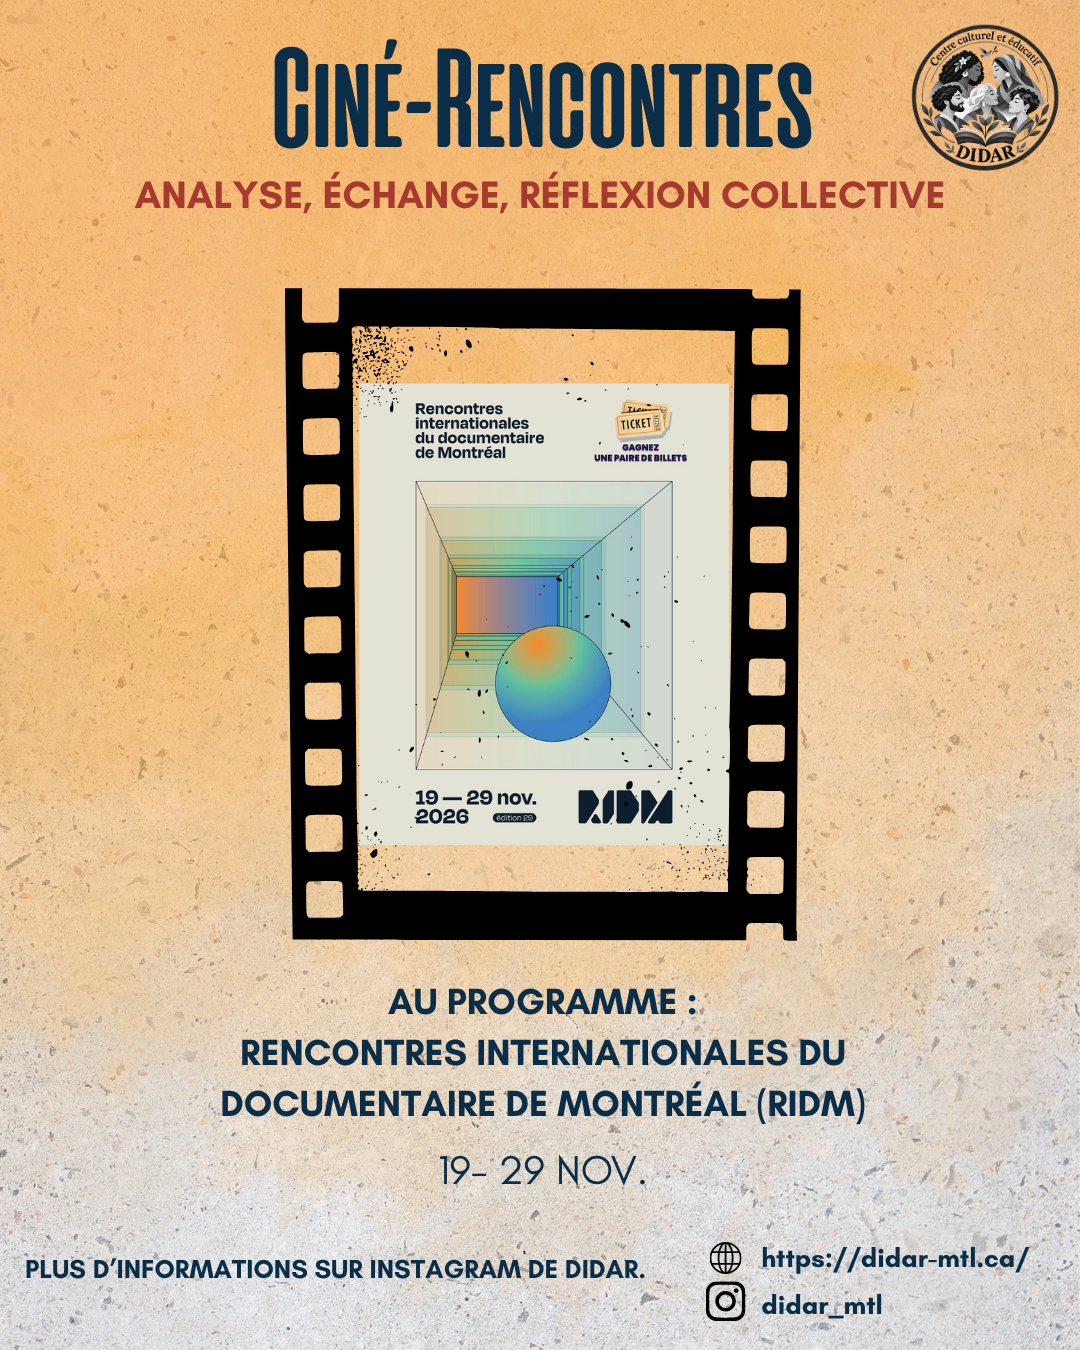 CINÉ-RENCONTRES
Centre culturel et éducatif
DIDAR
ANALYSE, ÉCHANGE, RÉFLEXION COLLECTIVE
Rencontres
internationales
du documentaire
de Montréal
TICKET
GAGNEZ
UNE PAIRE DE BILLETS
19 — 29 nov.
2026 édition 29
RIDM
AU PROGRAMME :
RENCONTRES INTERNATIONALES DU
DOCUMENTAIRE DE MONTRÉAL (RIDM)
19- 29 NOV.
PLUS D'INFORMATIONS SUR INSTAGRAM DE DIDAR.
https://didar-mtl.ca/
didar_mtl